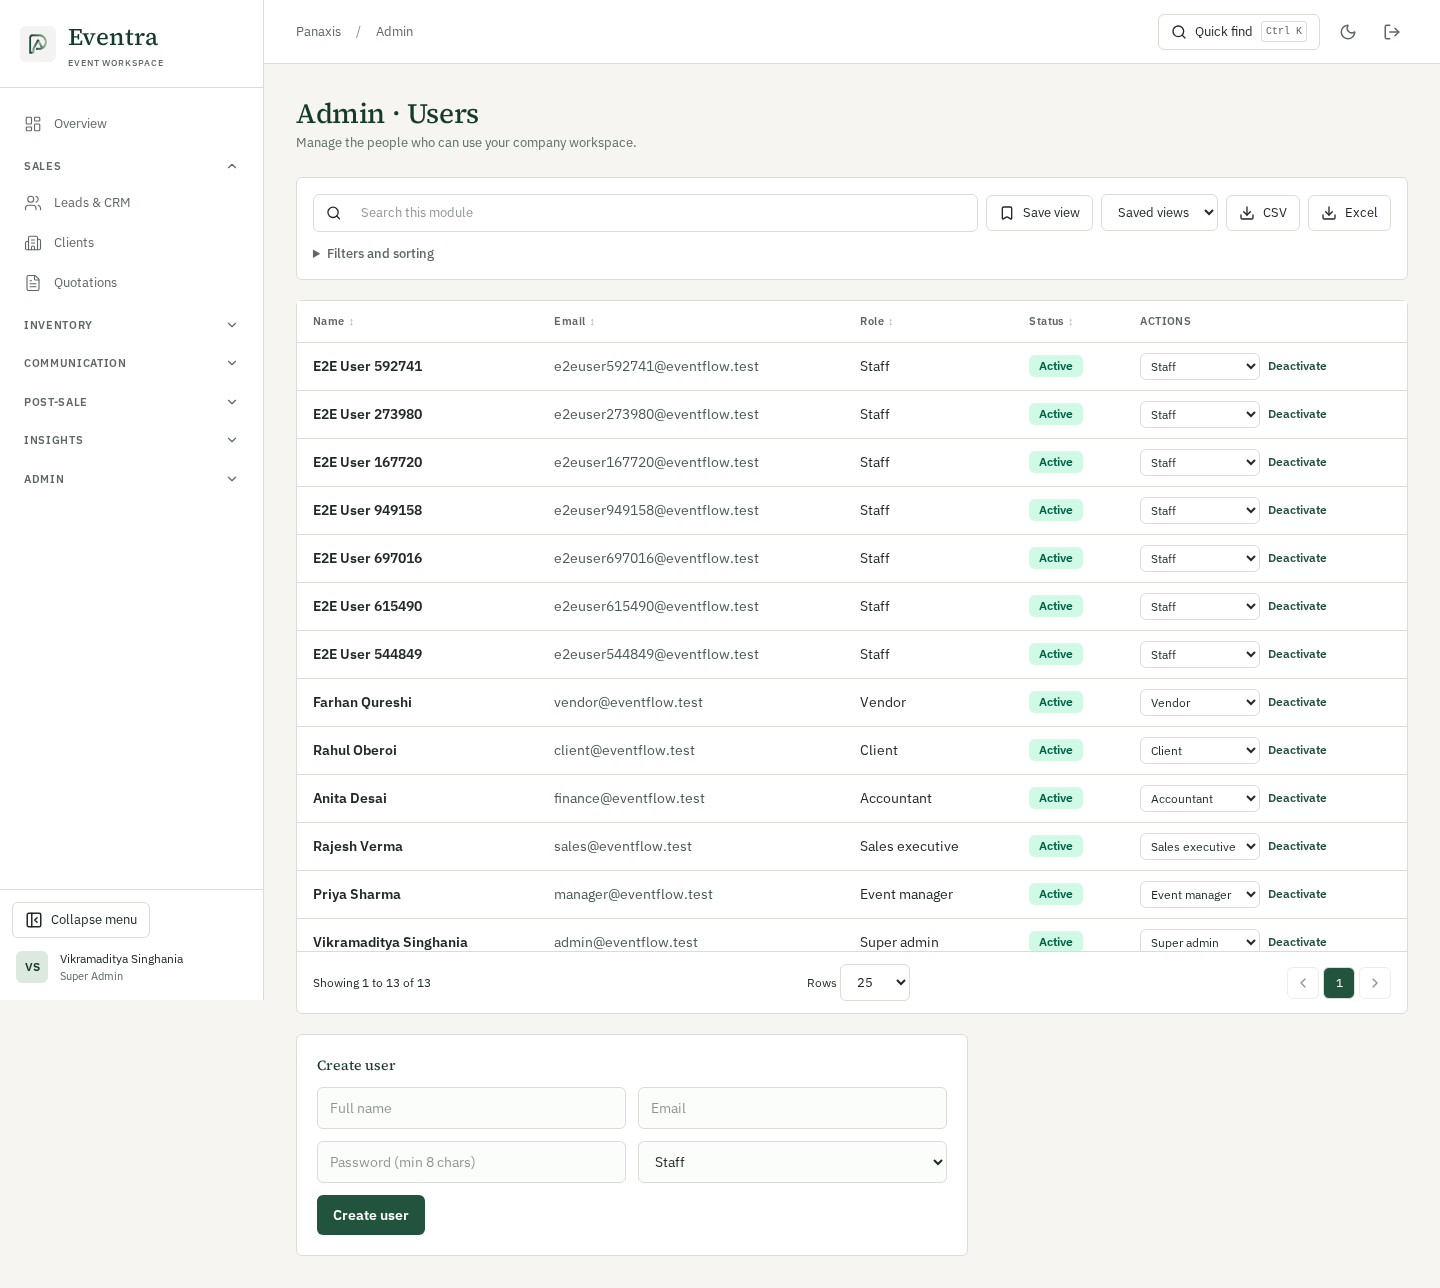 Eventra
EVENT WORKSPACE
Panaxis / Admin
Quick find Ctrl K
Overview
SALES
Leads & CRM
Clients
Quotations
INVENTORY
COMMUNICATION
POST-SALE
INSIGHTS
ADMIN
Collapse menu
VS
Vikramaditya Singhania
Super Admin
Admin · Users
Manage the people who can use your company workspace.
Search this module Save view Saved views CSV Excel
Filters and sorting
Name ↕ Email ↕ Role ↕ Status ↕ ACTIONS
E2E User 592741 e2euser592741@eventflow.test Staff Active Staff Deactivate
E2E User 273980 e2euser273980@eventflow.test Staff Active Staff Deactivate
E2E User 167720 e2euser167720@eventflow.test Staff Active Staff Deactivate
E2E User 949158 e2euser949158@eventflow.test Staff Active Staff Deactivate
E2E User 697016 e2euser697016@eventflow.test Staff Active Staff Deactivate
E2E User 615490 e2euser615490@eventflow.test Staff Active Staff Deactivate
E2E User 544849 e2euser544849@eventflow.test Staff Active Staff Deactivate
Farhan Qureshi vendor@eventflow.test Vendor Active Vendor Deactivate
Rahul Oberoi client@eventflow.test Client Active Client Deactivate
Anita Desai finance@eventflow.test Accountant Active Accountant Deactivate
Rajesh Verma sales@eventflow.test Sales executive Active Sales executive Deactivate
Priya Sharma manager@eventflow.test Event manager Active Event manager Deactivate
Vikramaditya Singhania admin@eventflow.test Super admin Active Super admin Deactivate
Showing 1 to 13 of 13 Rows 25 1
Create user
Full name Email
Password (min 8 chars) Staff
Create user